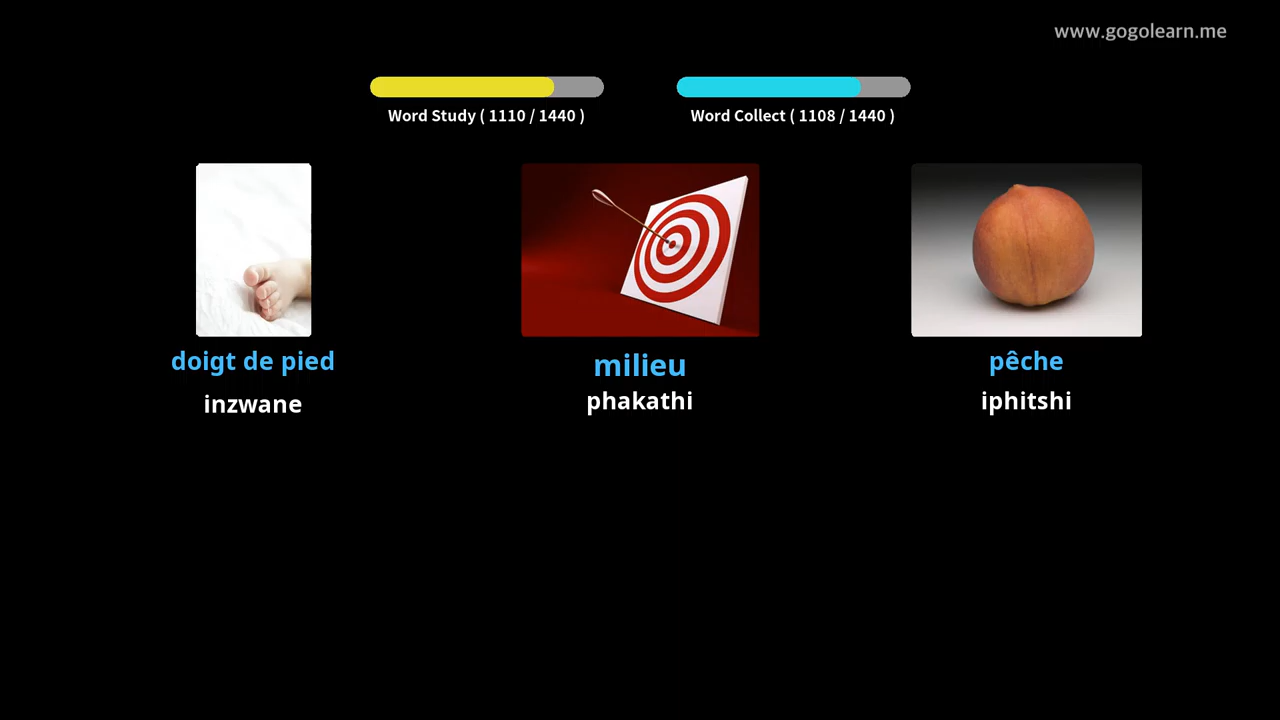 www.gogolearn.me
Word Study ( 1110 / 1440 )
Word Collect ( 1108 / 1440 )
doigt de pied
milieu
pêche
inzwane
phakathi
iphitshi